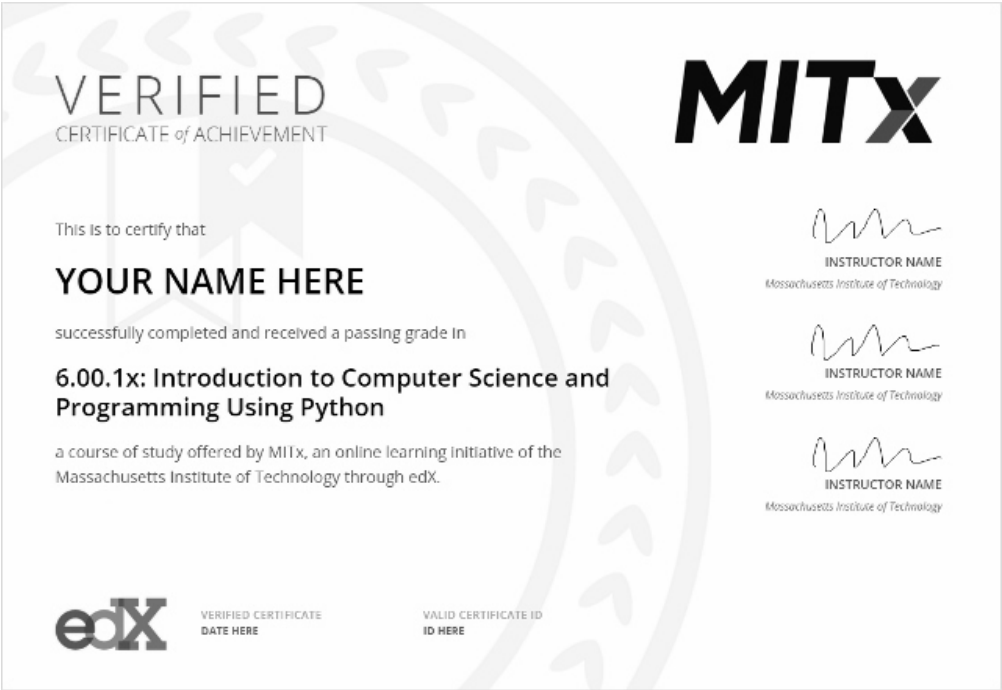 VERIFIED
CERTIFICATE of ACHIEVEMENT
MITx
This is to certify that
YOUR NAME HERE
successfully completed and received a passing grade in
6.00.1x: Introduction to Computer Science and
Programming Using Python
a course of study offered by MITx, an online learning initiative of the
Massachusetts Institute of Technology through edX.
INSTRUCTOR NAME
Massachusetts Institute of Technology
INSTRUCTOR NAME
Massachusetts Institute of Technology
INSTRUCTOR NAME
Massachusetts Institute of Technology
edX
VERIFIED CERTIFICATE
DATE HERE
VALID CERTIFICATE ID
ID HERE